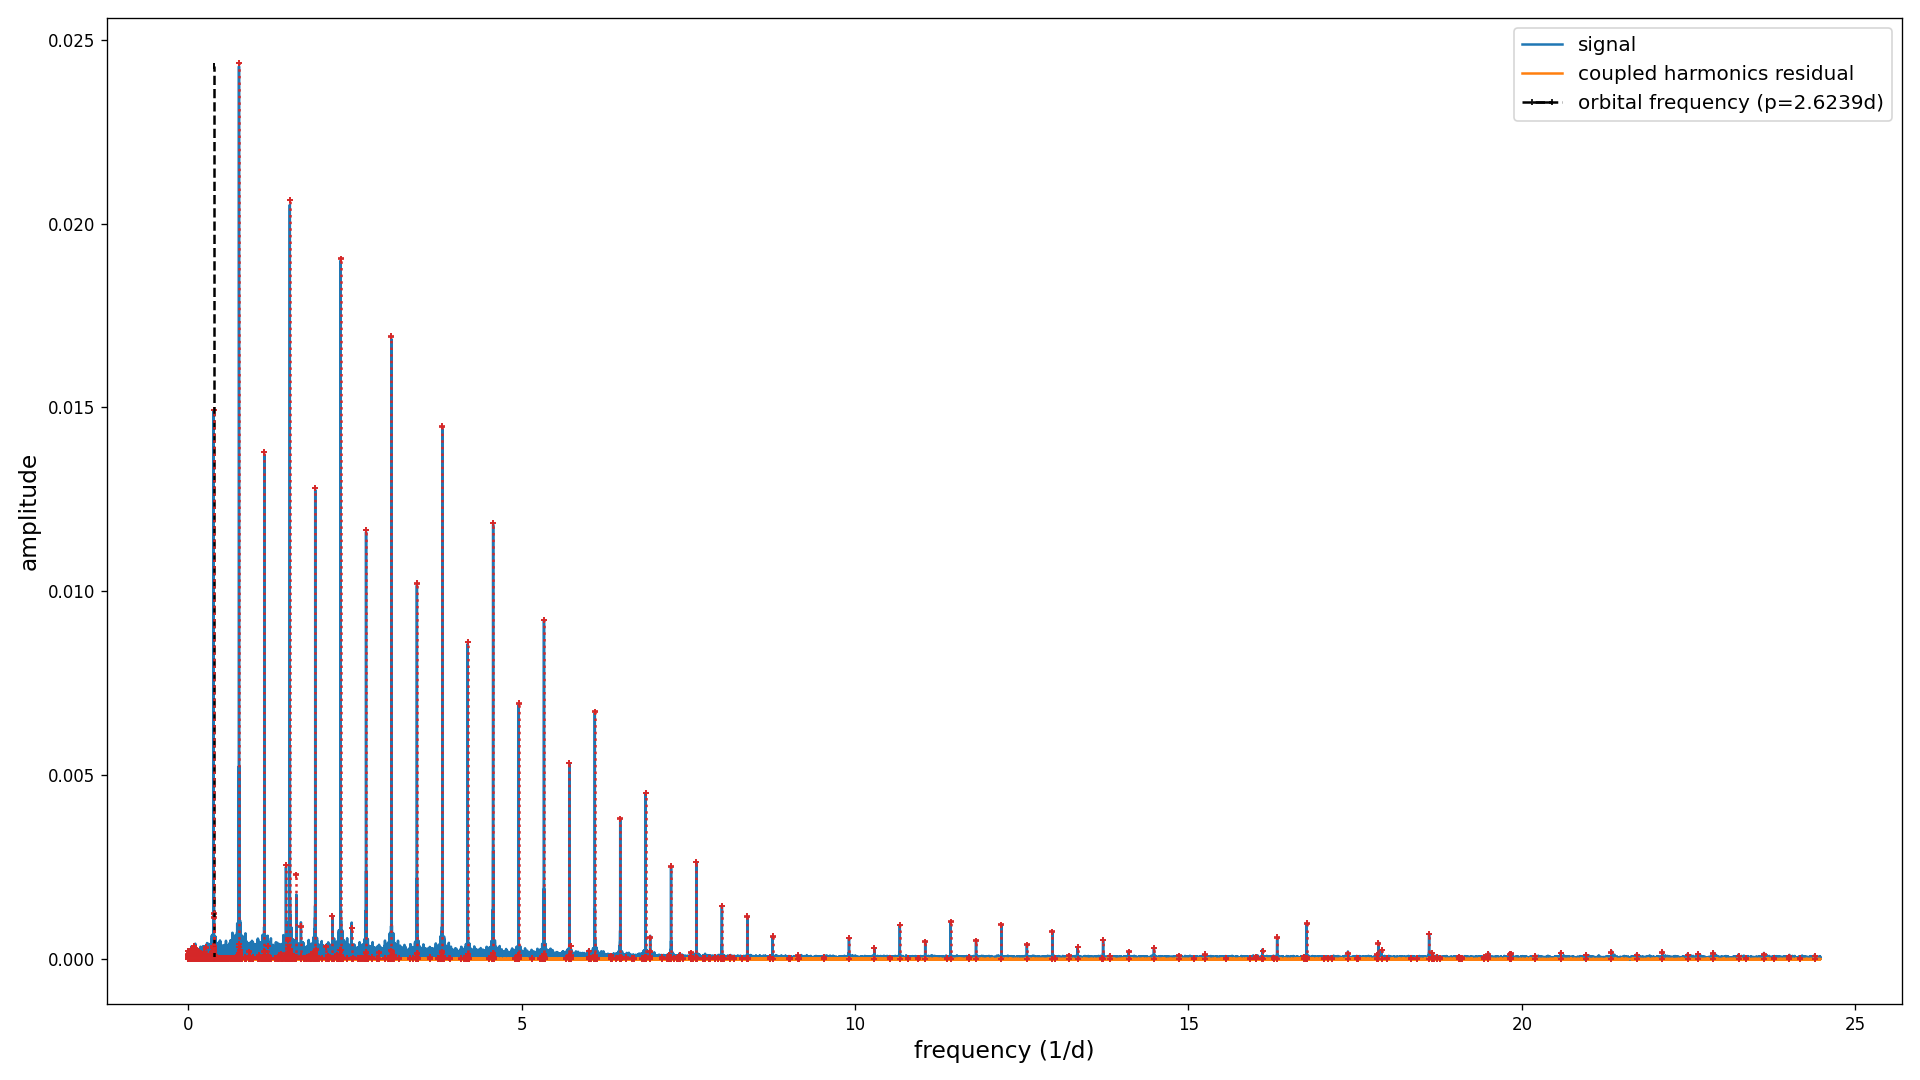 signal
coupled harmonics residual
orbital frequency (p=2.6239d)
amplitude
0.025
0.020
0.015
0.010
0.005
0.000
0 5 10 15 20 25
frequency (1/d)